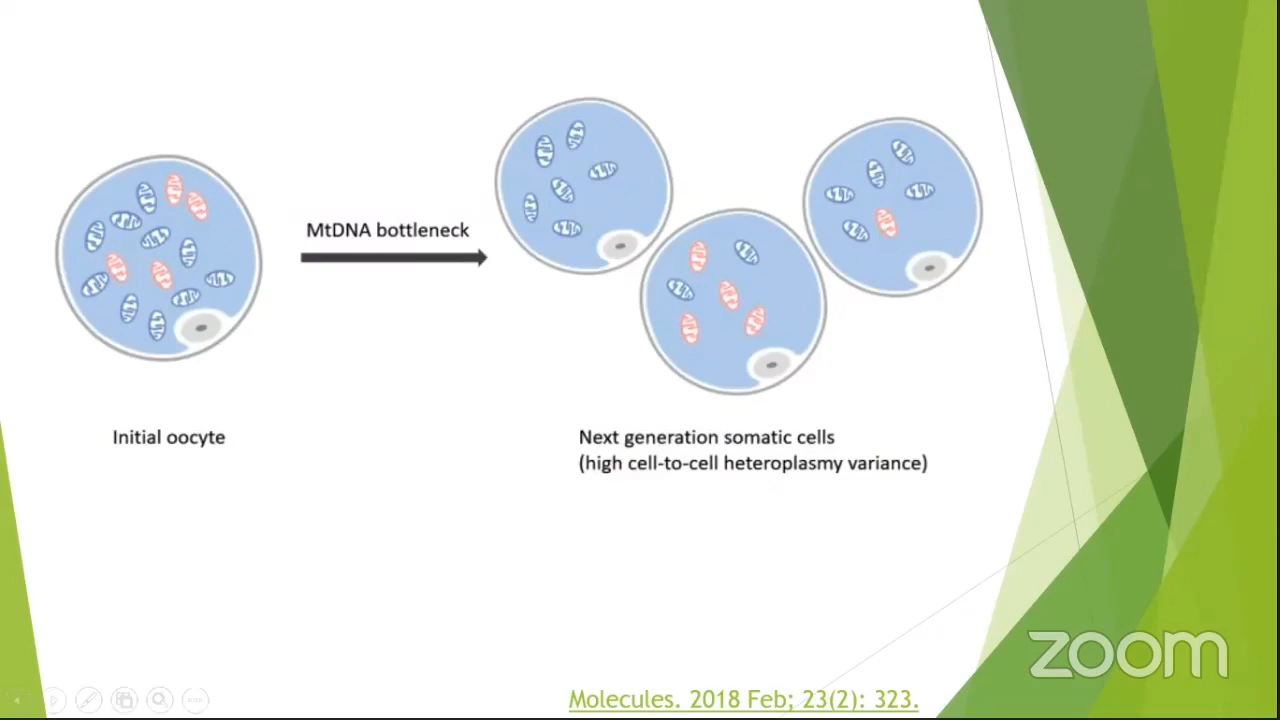 MtDNA bottleneck
Initial oocyte
Next generation somatic cells
(high cell-to-cell heteroplasmy variance)
Molecules. 2018 Feb; 23(2): 323.
zoom